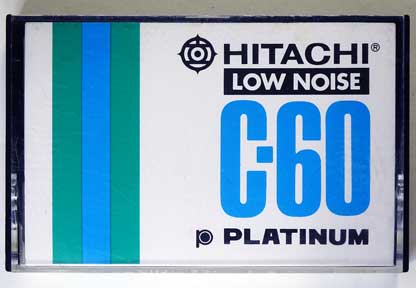 HITACHI®
LOW NOISE
C-60
p PLATINUM